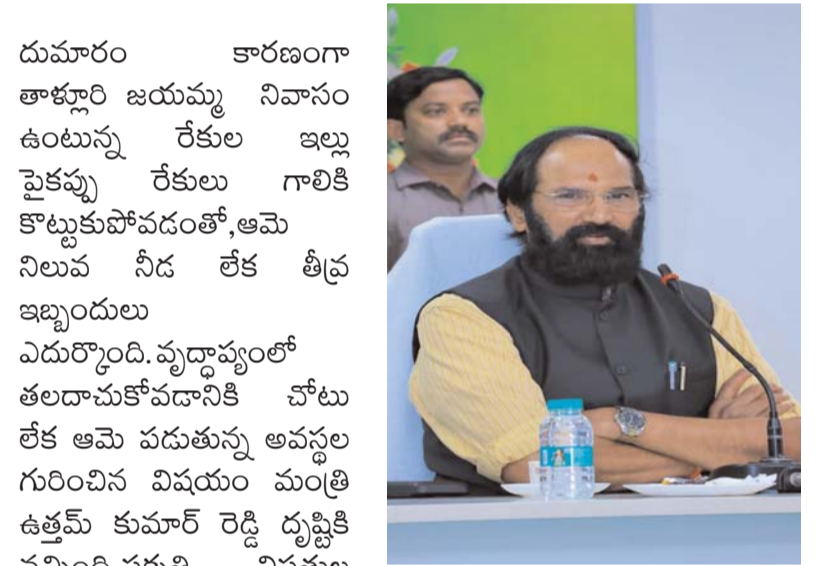 దుమారం కారణంగా
తాళ్లూరి జయమ్మ నివాసం
ఉంటున్న రేకుల ఇల్లు
పైకప్పు రేకులు గాలికి
కొట్టుకుపోవడంతో,ఆమె
నిలువ నీడ లేక తీవ్ర
ఇబ్బందులు
ఎదుర్కొంది.వృద్ధాప్యంలో
తలదాచుకోవడానికి చోటు
లేక ఆమె పడుతున్న అవస్థల
గురించిన విషయం మంత్రి
ఉత్తమ్ కుమార్ రెడ్డి దృష్టికి